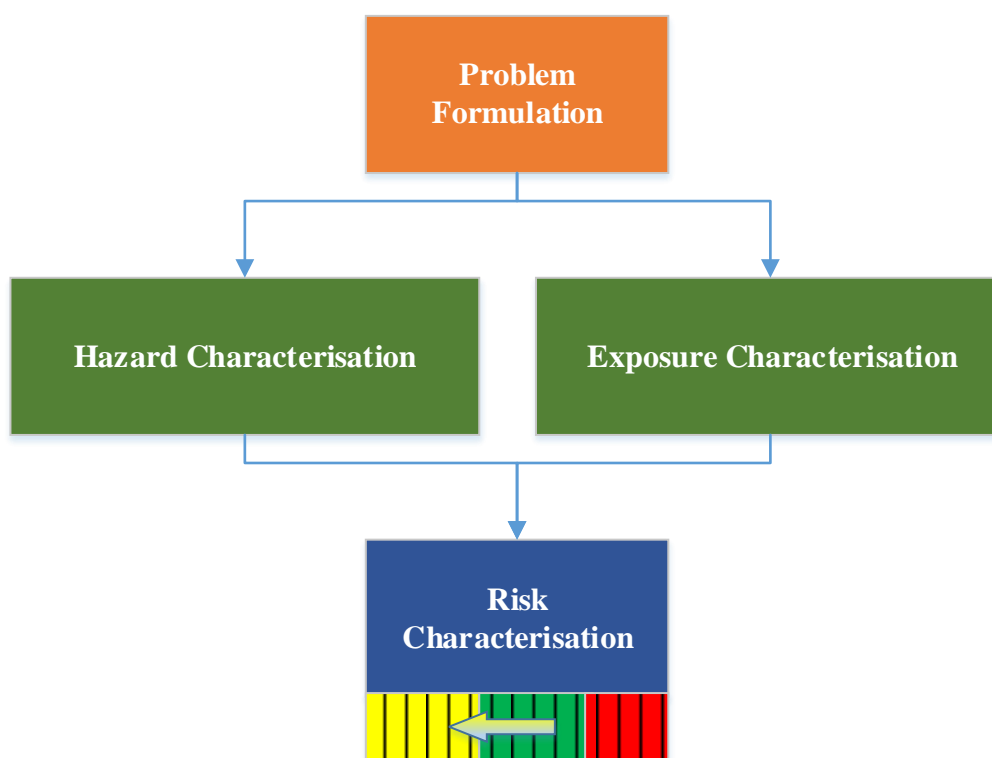 Problem
Formulation
Hazard Characterisation
Exposure Characterisation
Risk
Characterisation